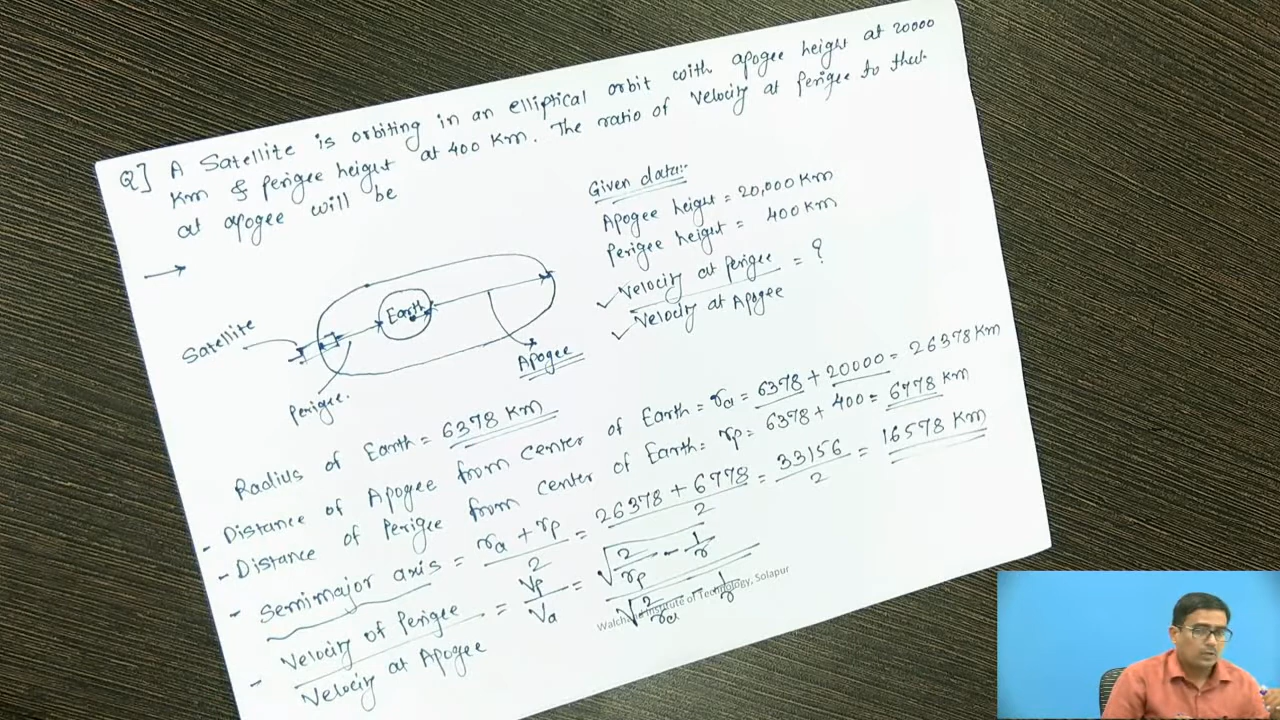 Q] A Satellite is orbiting in an elliptical orbit with apogee height at 20000
Km & perigee height at 400 Km. The ratio of velocity at perigee to that
at apogee will be
Given data:-
Apogee height = 20,000 Km
Perigee height = 400 Km
Velocity at perigee / Velocity at Apogee = ?
Satellite
Earth
Apogee
Perigee.
Radius of Earth = 6378 Km
- Distance of Apogee from center of Earth = ra = 6378 + 20000 = 26378 Km
- Distance of Perigee from center of Earth = rp = 6378 + 400 = 6778 Km
- Semimajor axis = ra + rp / 2 = 26378 + 6778 / 2 = 33156 / 2 = 16578 Km
- Velocity of Perigee / Velocity at Apogee = Vp / Va = √2/rp - 1/r / √2/ra - 1/r
Institute of Technology, Solapur